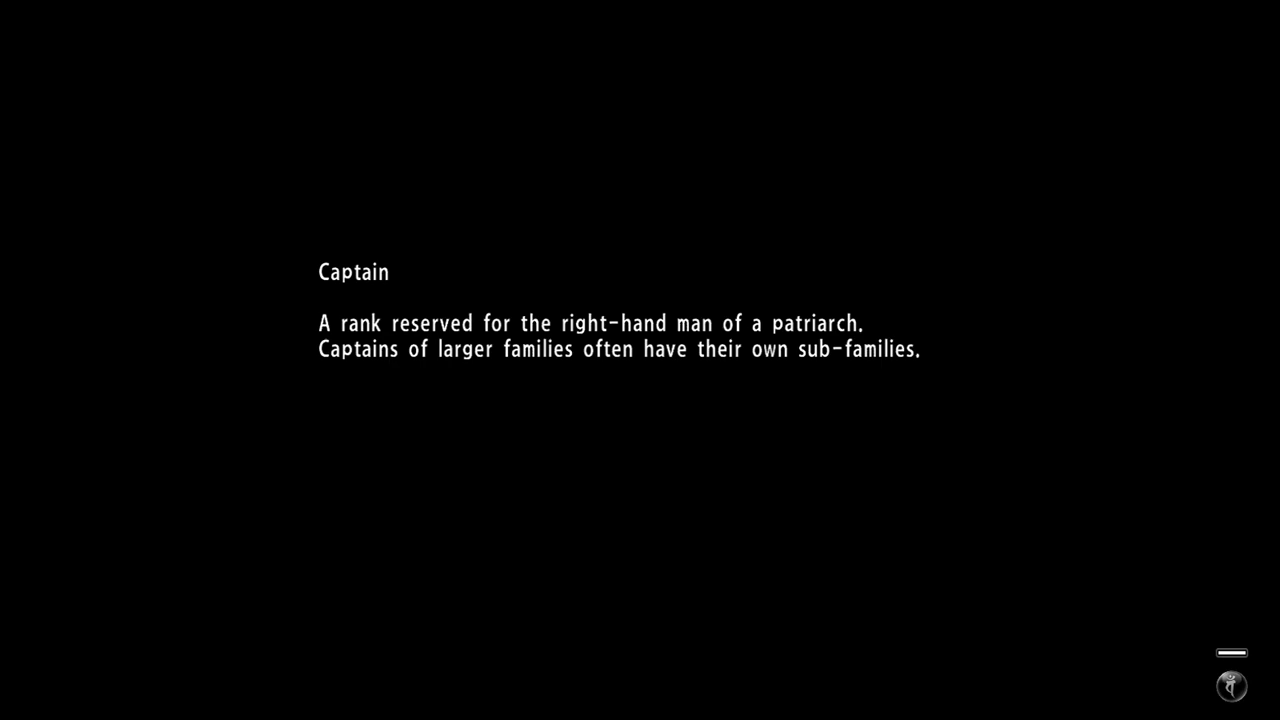 Captain
A rank reserved for the right-hand man of a patriarch.
Captains of larger families often have their own sub-families.